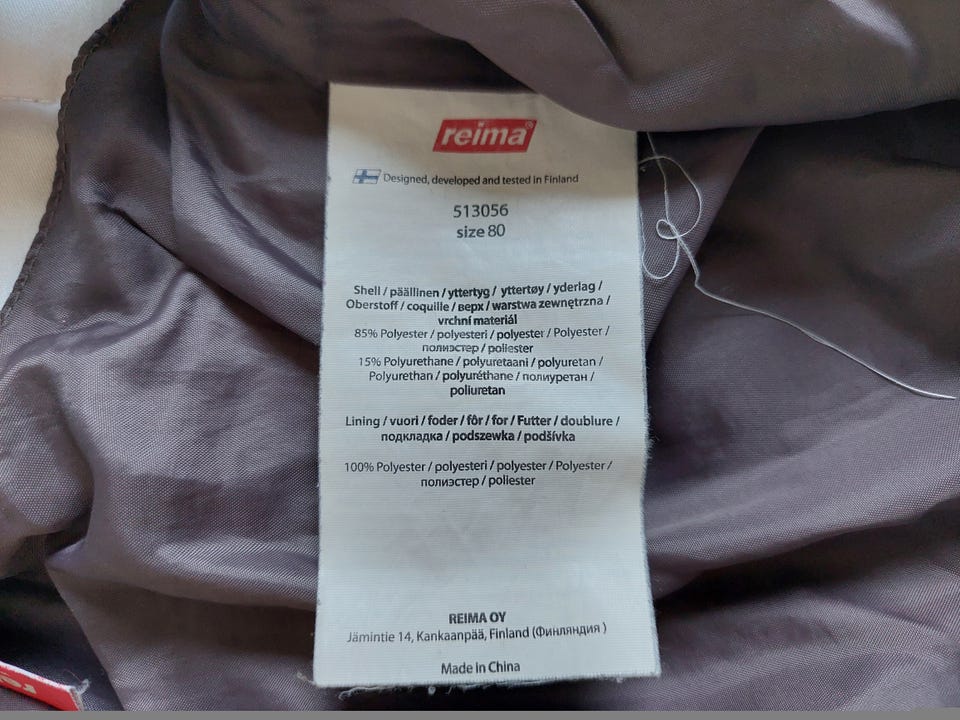 reima®
Designed, developed and tested in Finland
513056
size 80
Shell / päällinen / yttertyg / yttertøy / yderlag /
Oberstoff / coquille / верх / warstwa zewnętrzna /
vrchní materiál
85% Polyester / polyesteri / polyester / Polyester /
полиэстер / poliester
15% Polyurethane / polyuretaani / polyuretan /
Polyurethan / polyuréthane / полиуретан /
poliuretan
Lining / vuori / foder / fôr / for / Futter / doublure /
подкладка / podszewka / podšívka
100% Polyester / polyesteri / polyester / Polyester /
полиэстер / poliester
REIMA OY
Jämintie 14, Kankaanpää, Finland (Финляндия )
Made in China